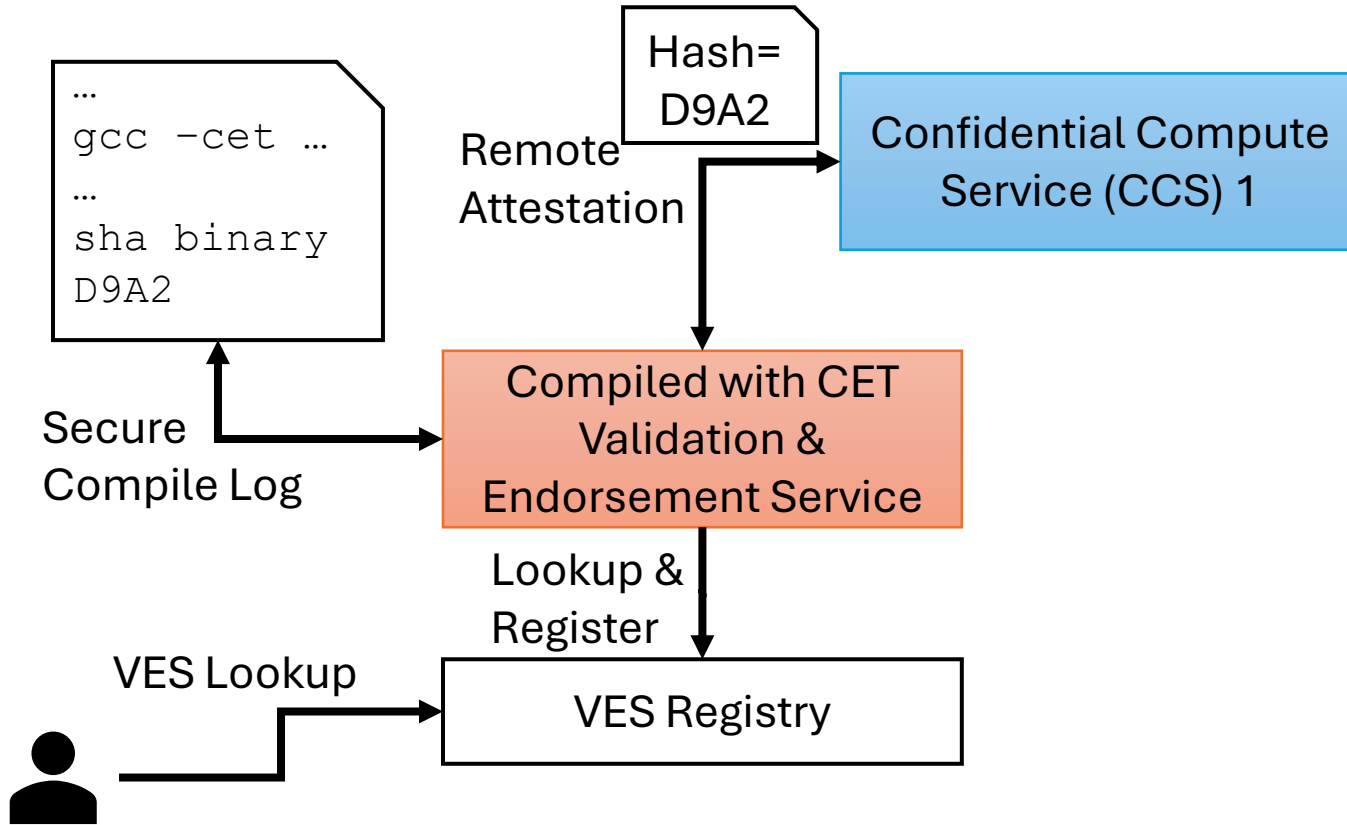 Hash=
D9A2
…
gcc –cet …
…
sha binary
D9A2
Remote
Attestation
Confidential Compute
Service (CCS) 1
Secure
Compile Log
Compiled with CET
Validation &
Endorsement Service
Lookup &
Register
VES Lookup
VES Registry